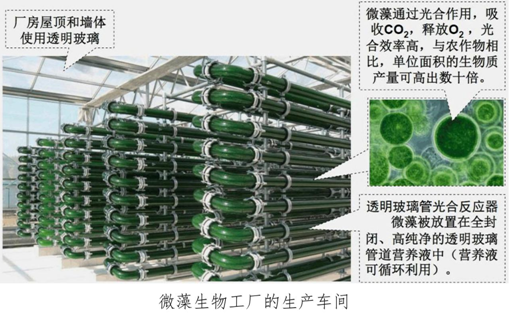 厂房屋顶和墙体
使用透明玻璃
微藻通过光合作用，吸
收CO2，释放O2，光
合效率高，与农作物相
比，单位面积的生物质
产量可高出数十倍。
透明玻璃管光合反应器
微藻被放置在全封
闭、高纯净的透明玻璃
管道营养液中（营养液
可循环利用）。
微藻生物工厂的生产车间